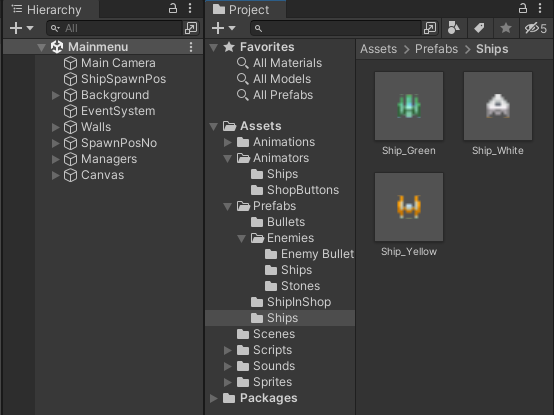 Hierarchy
All
Mainmenu
Main Camera
ShipSpawnPos
Background
EventSystem
Walls
SpawnPosNo
Managers
Canvas
Project
5
Favorites
All Materials
All Models
All Prefabs
Assets
Animations
Animators
Ships
ShopButtons
Prefabs
Bullets
Enemies
Enemy Bullet
Ships
Stones
ShipInShop
Ships
Scenes
Scripts
Sounds
Sprites
Packages
Assets > Prefabs > Ships
Ship_Green
Ship_White
Ship_Yellow